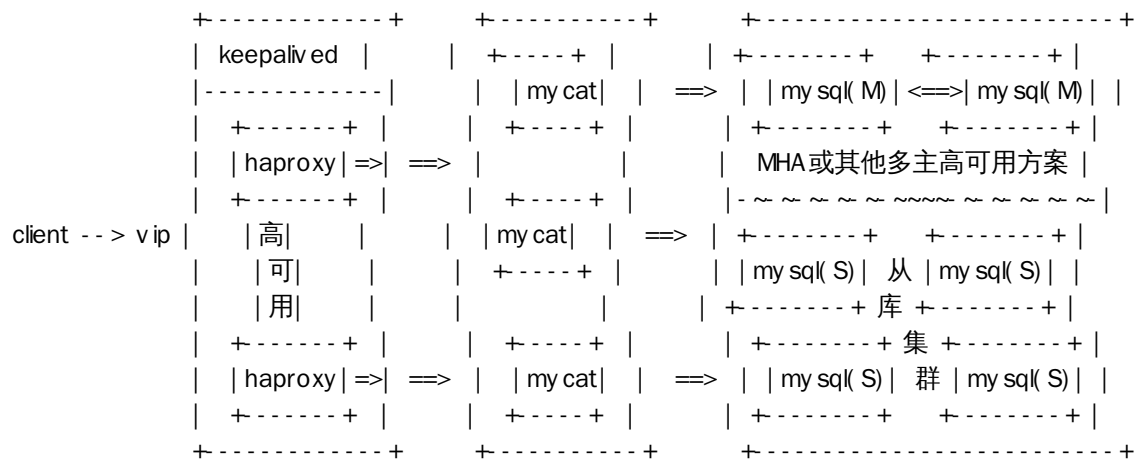 +-------------+ +-----------+ +--------------------------+
| keepalived | | +-----+ | | +--------+ +--------+ |
|-------------| | |mycat| | ==> | |mysql(M)|<==>|mysql(M)| |
| +-------+ | | +-----+ | | +--------+ +--------+ |
| |haproxy|=>| ==> | | | MHA或其他多主高可用方案 |
| +-------+ | | +-----+ | |-~-~-~-~-~~~~-~-~-~-~-~-|
client --> vip | |高| | | |mycat| | ==> | +--------+ +--------+ |
| |可| | | +-----+ | | |mysql(S)| 从 |mysql(S)| |
| |用| | | | | +--------+ 库 +--------+ |
| +-------+ | | +-----+ | | +--------+ 集 +--------+ |
| |haproxy|=>| ==> | |mycat| | ==> | |mysql(S)| 群 |mysql(S)| |
| +-------+ | | +-----+ | | +--------+ +--------+ |
+-------------+ +-----------+ +--------------------------+